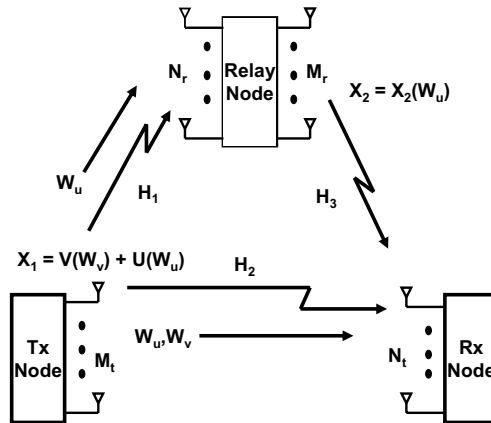 N_r
Relay
Node
M_r
X_2 = X_2(W_u)
W_u
H_1
H_3
X_1 = V(W_v) + U(W_u)
H_2
Tx
Node
M_t
W_u,W_v
N_t
Rx
Node